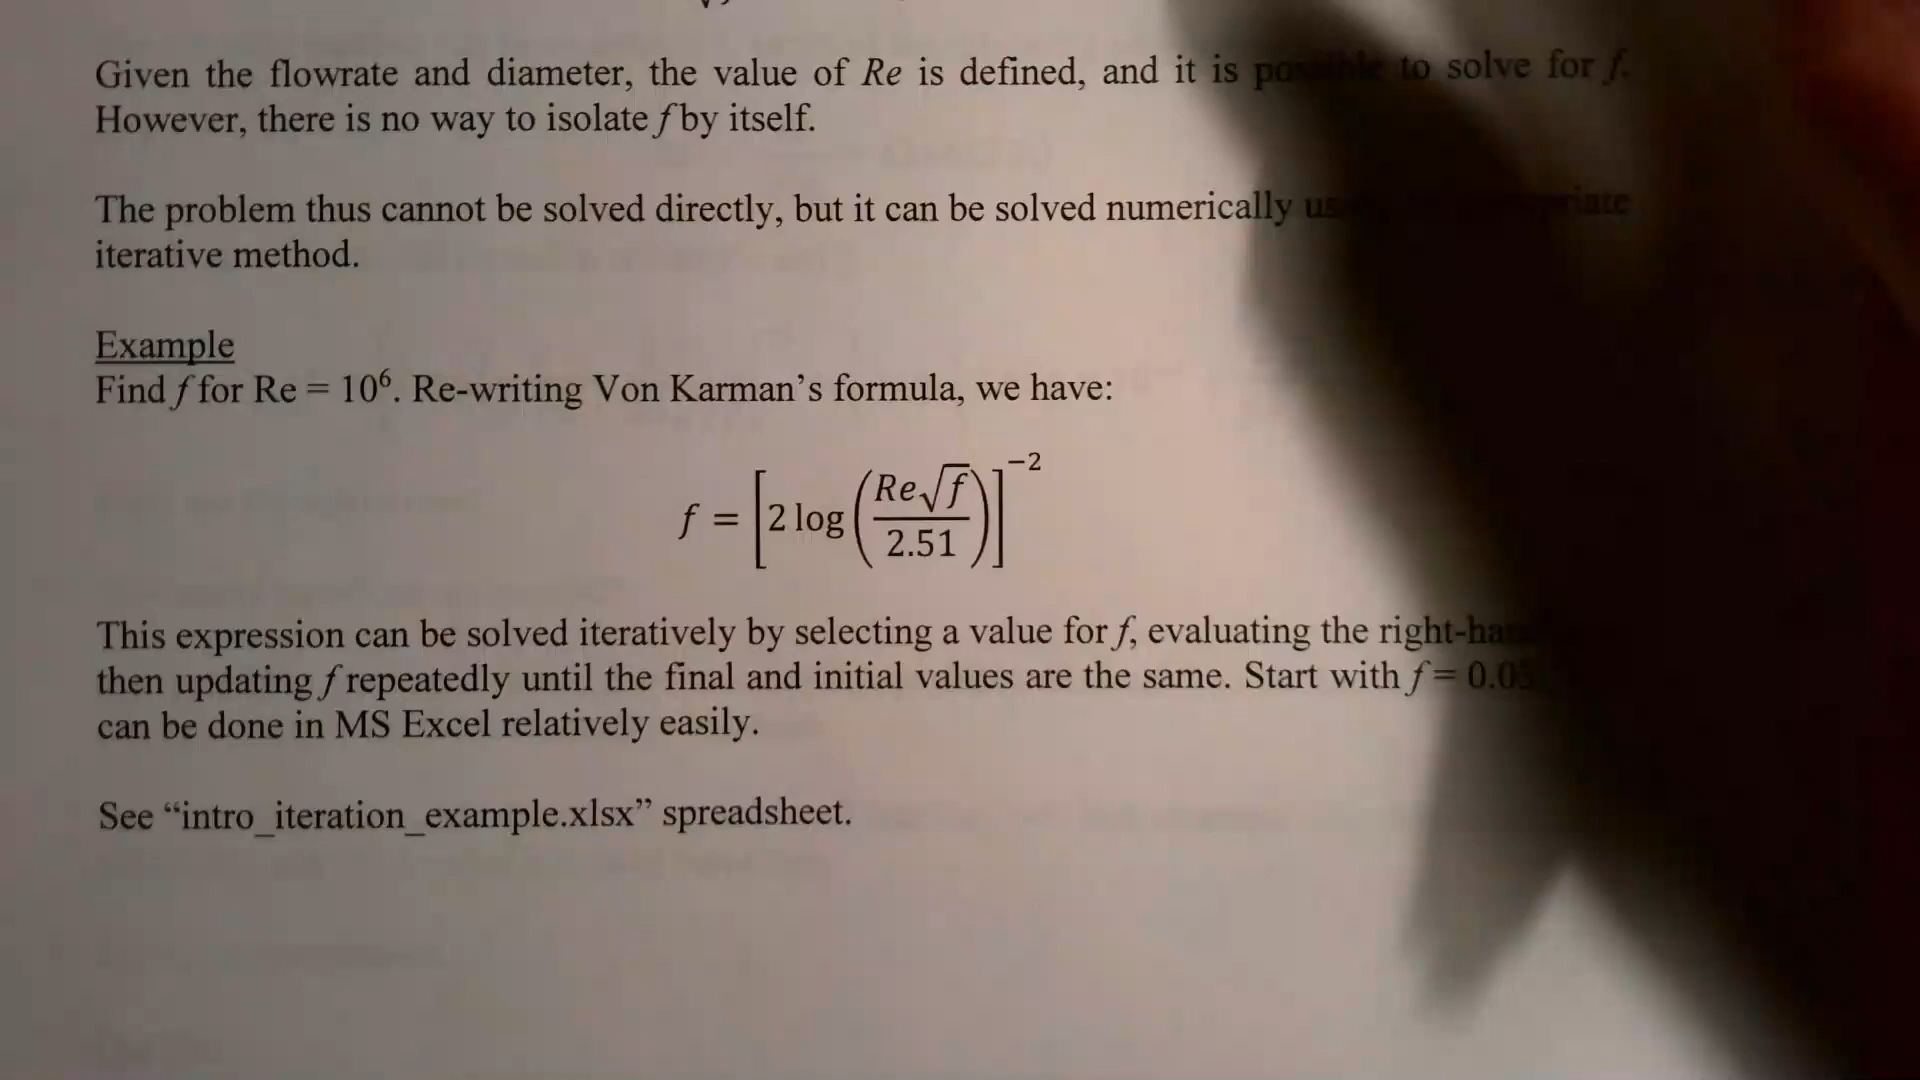 Given the flowrate and diameter, the value of Re is defined, and it is possible to solve for f.
However, there is no way to isolate f by itself.
The problem thus cannot be solved directly, but it can be solved numerically
iterative method.
Example
Find f for Re = 10⁶. Re-writing Von Karman’s formula, we have:
f = [2 log (Re√f / 2.51)]⁻²
This expression can be solved iteratively by selecting a value for f, evaluating the
then updating f repeatedly until the final and initial values are the same. Start with f =
can be done in MS Excel relatively easily.
See “intro_iteration_example.xlsx” spreadsheet.